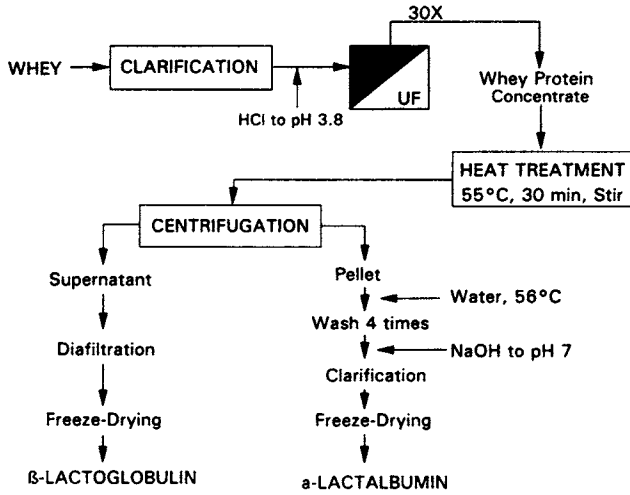 30X
WHEY
CLARIFICATION
UF
HCl to pH 3.8
Whey Protein
Concentrate
HEAT TREATMENT
55°C, 30 min, Stir
CENTRIFUGATION
Supernatant
Pellet
Water, 56°C
Wash 4 times
Diafiltration
NaOH to pH 7
Clarification
Freeze-Drying
Freeze-Drying
ß-LACTOGLOBULIN
a-LACTALBUMIN